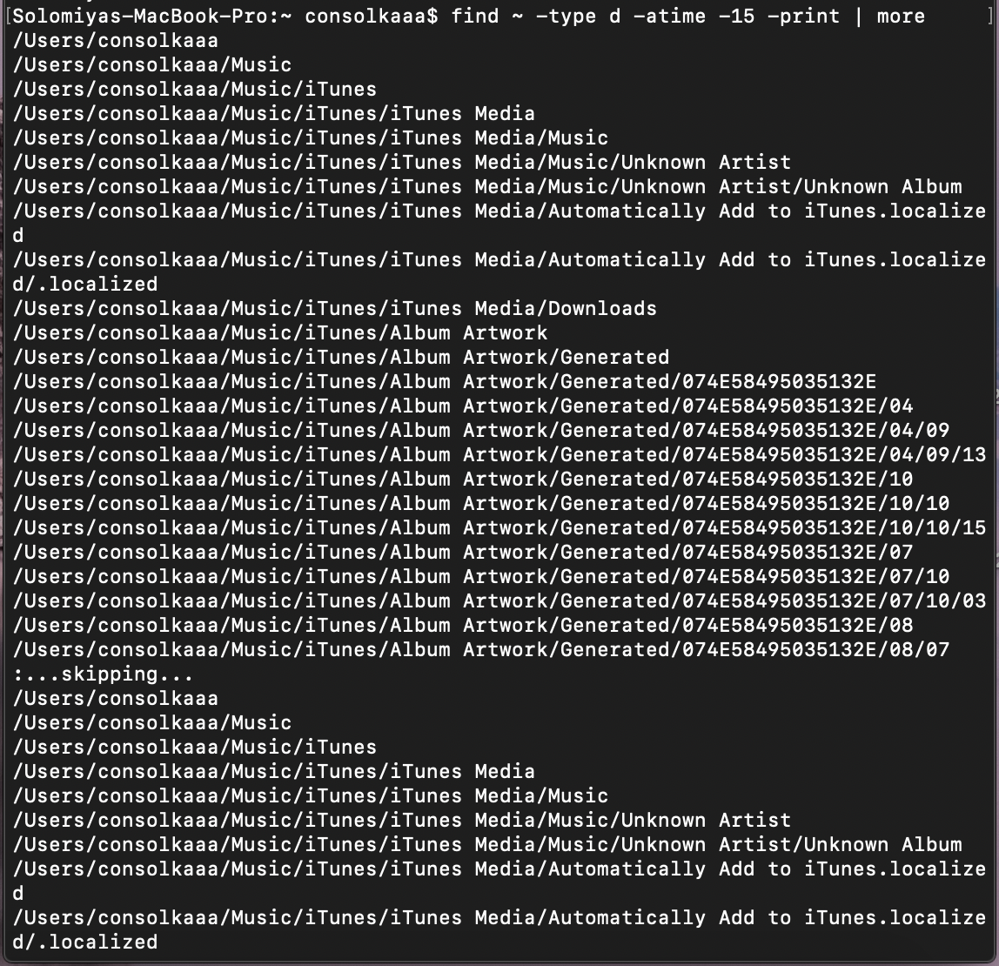 [Solomiyas-MacBook-Pro:~ consolkaaa$ find ~ -type d -atime -15 -print | more ]
/Users/consolkaaa
/Users/consolkaaa/Music
/Users/consolkaaa/Music/iTunes
/Users/consolkaaa/Music/iTunes/iTunes Media
/Users/consolkaaa/Music/iTunes/iTunes Media/Music
/Users/consolkaaa/Music/iTunes/iTunes Media/Music/Unknown Artist
/Users/consolkaaa/Music/iTunes/iTunes Media/Music/Unknown Artist/Unknown Album
/Users/consolkaaa/Music/iTunes/iTunes Media/Automatically Add to iTunes.localize
d
/Users/consolkaaa/Music/iTunes/iTunes Media/Automatically Add to iTunes.localize
d/.localized
/Users/consolkaaa/Music/iTunes/iTunes Media/Downloads
/Users/consolkaaa/Music/iTunes/Album Artwork
/Users/consolkaaa/Music/iTunes/Album Artwork/Generated
/Users/consolkaaa/Music/iTunes/Album Artwork/Generated/074E58495035132E
/Users/consolkaaa/Music/iTunes/Album Artwork/Generated/074E58495035132E/04
/Users/consolkaaa/Music/iTunes/Album Artwork/Generated/074E58495035132E/04/09
/Users/consolkaaa/Music/iTunes/Album Artwork/Generated/074E58495035132E/04/09/13
/Users/consolkaaa/Music/iTunes/Album Artwork/Generated/074E58495035132E/10
/Users/consolkaaa/Music/iTunes/Album Artwork/Generated/074E58495035132E/10/10
/Users/consolkaaa/Music/iTunes/Album Artwork/Generated/074E58495035132E/10/10/15
/Users/consolkaaa/Music/iTunes/Album Artwork/Generated/074E58495035132E/07
/Users/consolkaaa/Music/iTunes/Album Artwork/Generated/074E58495035132E/07/10
/Users/consolkaaa/Music/iTunes/Album Artwork/Generated/074E58495035132E/07/10/03
/Users/consolkaaa/Music/iTunes/Album Artwork/Generated/074E58495035132E/08
/Users/consolkaaa/Music/iTunes/Album Artwork/Generated/074E58495035132E/08/07
:...skipping...
/Users/consolkaaa
/Users/consolkaaa/Music
/Users/consolkaaa/Music/iTunes
/Users/consolkaaa/Music/iTunes/iTunes Media
/Users/consolkaaa/Music/iTunes/iTunes Media/Music
/Users/consolkaaa/Music/iTunes/iTunes Media/Music/Unknown Artist
/Users/consolkaaa/Music/iTunes/iTunes Media/Music/Unknown Artist/Unknown Album
/Users/consolkaaa/Music/iTunes/iTunes Media/Automatically Add to iTunes.localize
d
/Users/consolkaaa/Music/iTunes/iTunes Media/Automatically Add to iTunes.localize
d/.localized